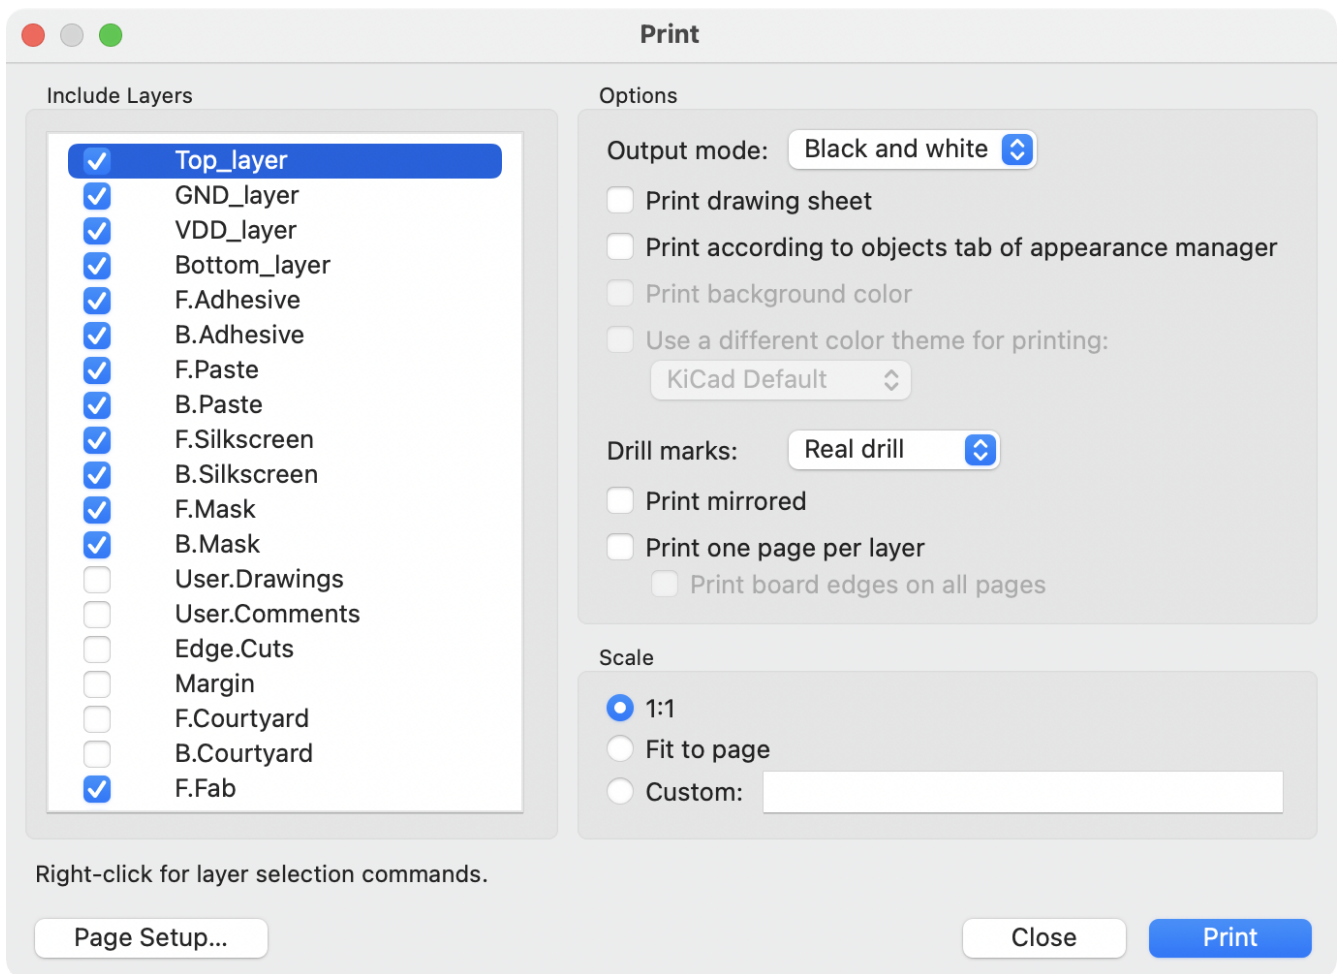 Print
Include Layers
Top_layer
GND_layer
VDD_layer
Bottom_layer
F.Adhesive
B.Adhesive
F.Paste
B.Paste
F.Silkscreen
B.Silkscreen
F.Mask
B.Mask
User.Drawings
User.Comments
Edge.Cuts
Margin
F.Courtyard
B.Courtyard
F.Fab
Options
Output mode: Black and white
Print drawing sheet
Print according to objects tab of appearance manager
Print background color
Use a different color theme for printing:
KiCad Default
Drill marks: Real drill
Print mirrored
Print one page per layer
Print board edges on all pages
Scale
1:1
Fit to page
Custom:
Right-click for layer selection commands.
Page Setup... Close Print